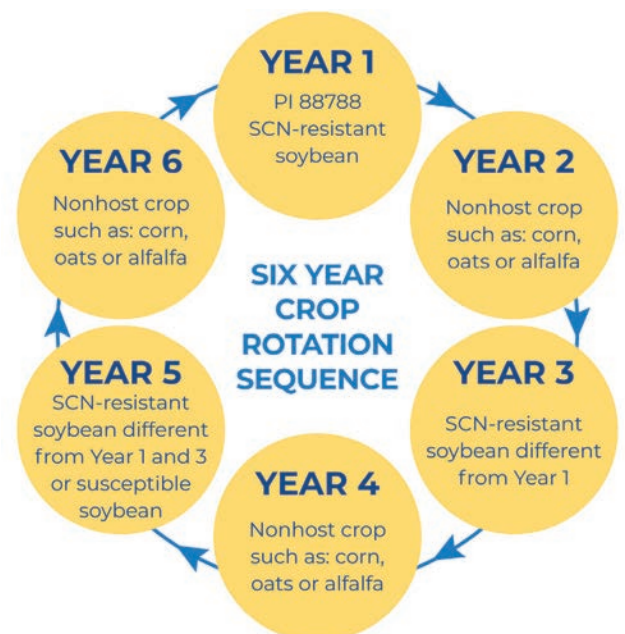 YEAR 1
PI 88788
SCN-resistant
soybean
YEAR 2
Nonhost crop
such as: corn,
oats or alfalfa
YEAR 3
SCN-resistant
soybean different
from Year 1
YEAR 4
Nonhost crop
such as: corn,
oats or alfalfa
YEAR 5
SCN-resistant
soybean different
from Year 1 and 3
or susceptible
soybean
YEAR 6
Nonhost crop
such as: corn,
oats or alfalfa
SIX YEAR
CROP
ROTATION
SEQUENCE